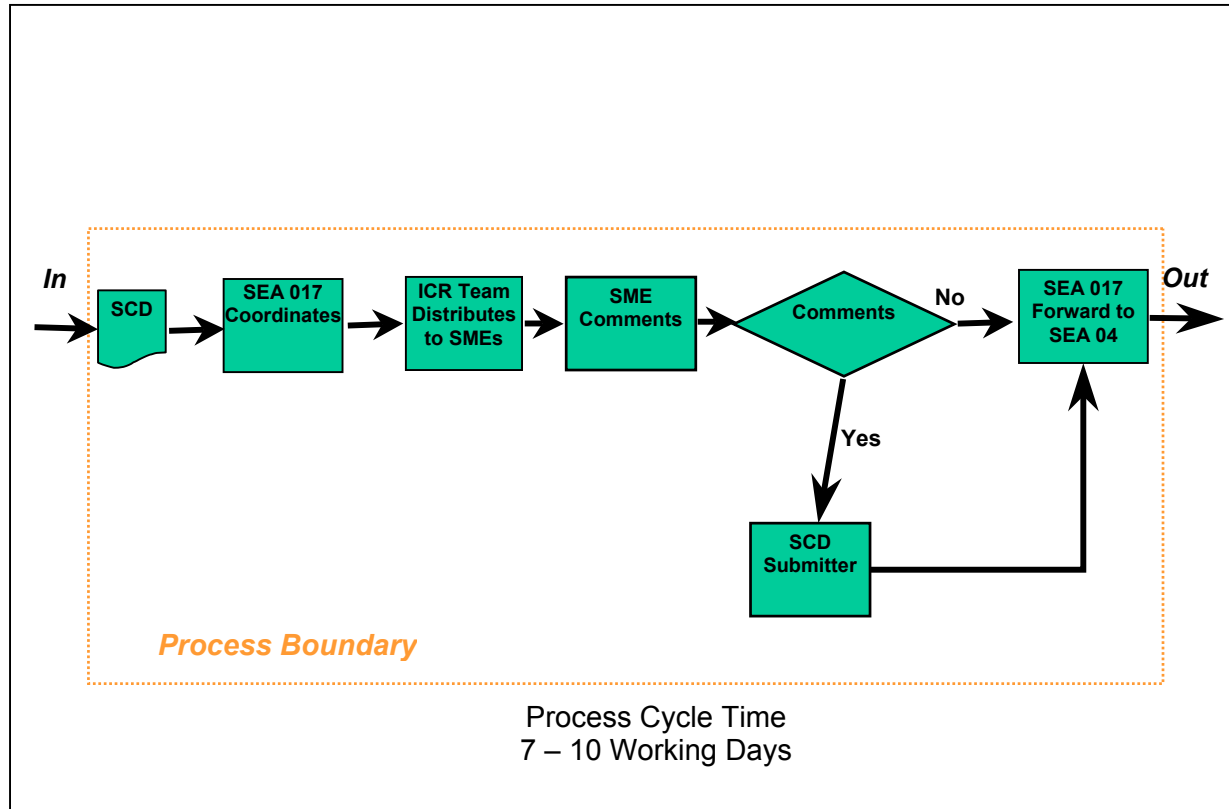 In
SCD
SEA 017
Coordinates
ICR Team
Distributes
to SMEs
SME
Comments
Comments
No
SEA 017
Forward to
SEA 04
Out
Yes
SCD
Submitter
Process Boundary
Process Cycle Time
7 – 10 Working Days